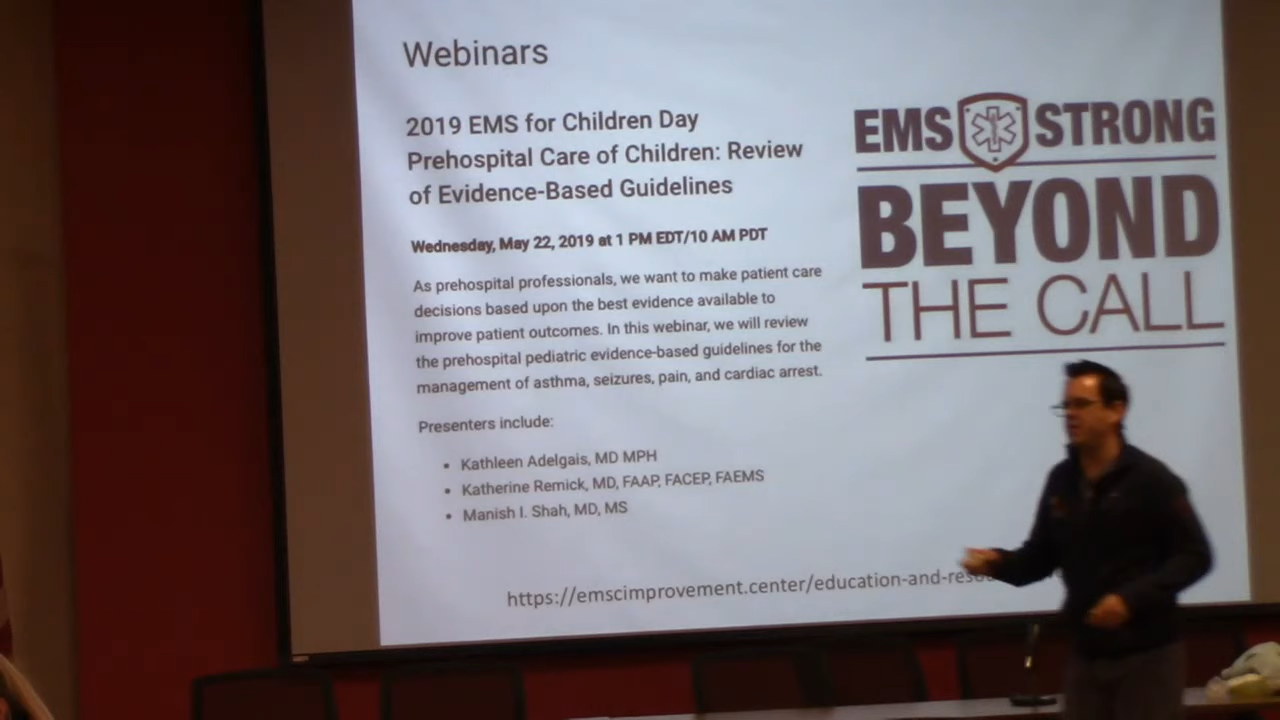 Webinars
2019 EMS for Children Day
Prehospital Care of Children: Review
of Evidence-Based Guidelines
Wednesday, May 22, 2019 at 1 PM EDT/10 AM PDT
As prehospital professionals, we want to make patient care
decisions based upon the best evidence available to
improve patient outcomes. In this webinar, we will review
the prehospital pediatric evidence-based guidelines for the
management of asthma, seizures, pain, and cardiac arrest.
Presenters include:
• Kathleen Adelgais, MD MPH
• Katherine Remick, MD, FAAP, FACEP, FAEMS
• Manish I. Shah, MD, MS
https://emscimprovement.center/education-and-
EMS STRONG
BEYOND
THE CALL